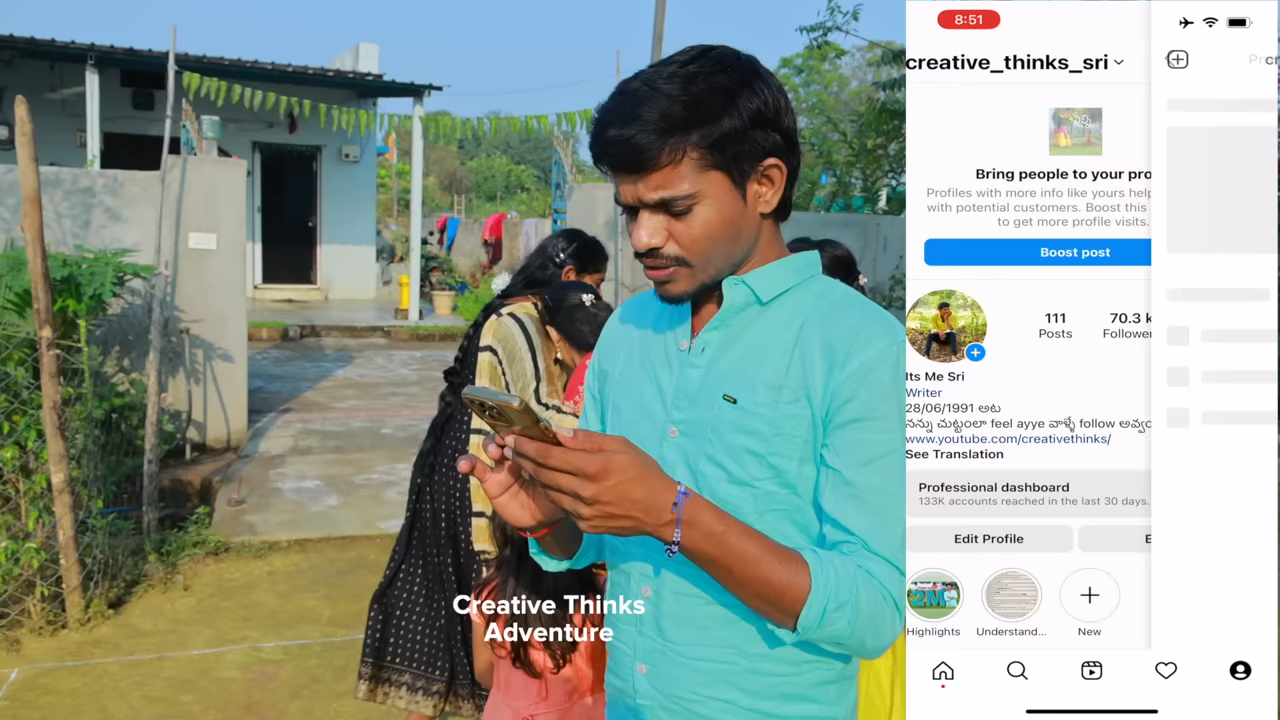 Creative Thinks
Adventure
8:51
creative_thinks_sri
Bring people to your pro
Profiles with more info like yours help
with potential customers. Boost this
to get more profile visits.
Boost post
111
Posts
70.3 k
Follower
Its Me Sri
Writer
28/06/1991 అట
నన్ను చుట్టంలా feel ayye వాళ్ళే follow అవ్వం
www.youtube.com/creativethinks/
See Translation
Professional dashboard
133K accounts reached in the last 30 days.
Edit Profile
2M
Highlights
Understand...
New